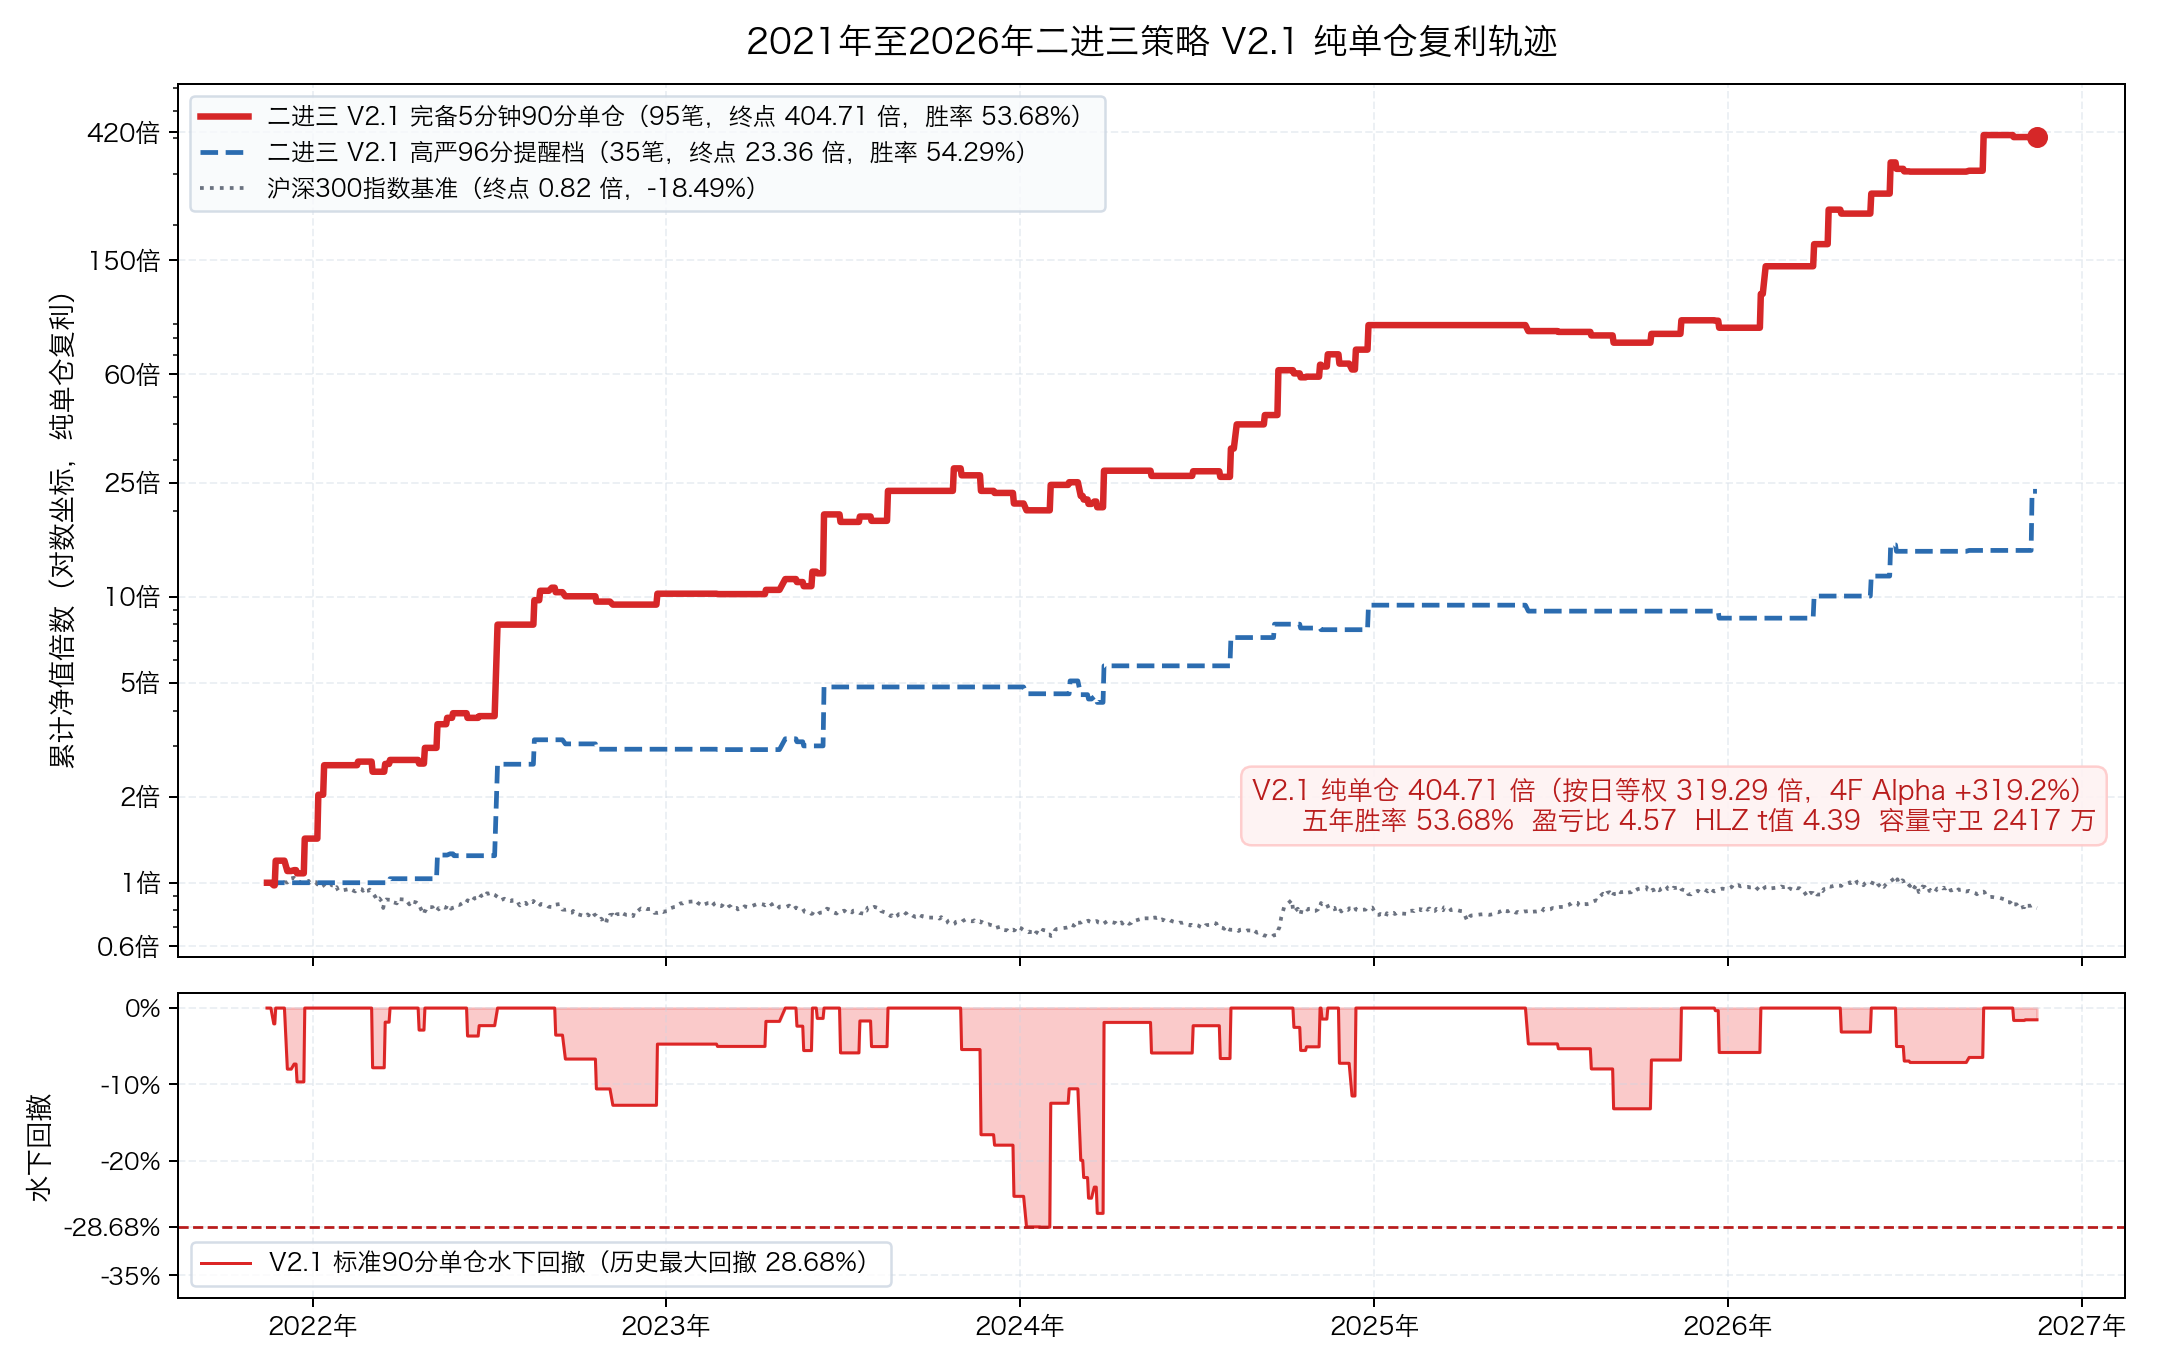 2021年至2026年二进三策略 V2.1 纯单仓复利轨迹
二进三 V2.1 完备5分钟90分单仓（95笔，终点 404.71 倍，胜率 53.68%）
二进三 V2.1 高严96分提醒档（35笔，终点 23.36 倍，胜率 54.29%）
沪深300指数基准（终点 0.82 倍，-18.49%）
累计净值倍数（对数坐标，纯单仓复利）
420倍
150倍
60倍
25倍
10倍
5倍
2倍
1倍
0.6倍
V2.1 纯单仓 404.71 倍（按日等权 319.29 倍，4F Alpha +319.2%）
五年胜率 53.68%  盈亏比 4.57  HLZ t值 4.39  容量守卫 2417 万
水下回撤
0%
-10%
-20%
-28.68%
-35%
V2.1 标准90分单仓水下回撤（历史最大回撤 28.68%）
2022年
2023年
2024年
2025年
2026年
2027年